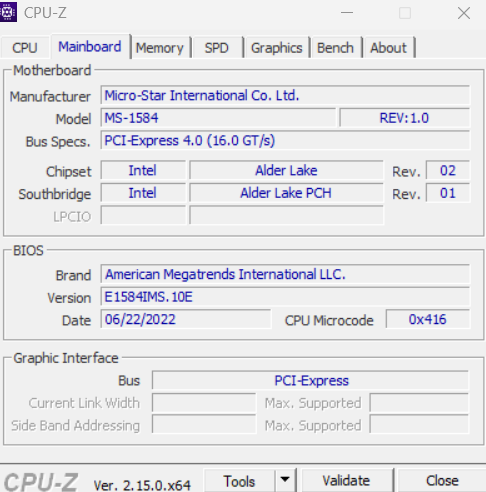 CPU-Z
CPU Mainboard Memory SPD Graphics Bench About
Motherboard
Manufacturer Micro-Star International Co. Ltd.
Model MS-1584 REV:1.0
Bus Specs. PCI-Express 4.0 (16.0 GT/s)
Chipset Intel Alder Lake Rev. 02
Southbridge Intel Alder Lake PCH Rev. 01
LPCIO
BIOS
Brand American Megatrends International LLC.
Version E1584IMS.10E
Date 06/22/2022 CPU Microcode 0x416
Graphic Interface
Bus PCI-Express
Current Link Width Max. Supported
Side Band Addressing Max. Supported
CPU-Z Ver. 2.15.0.x64 Tools Validate Close